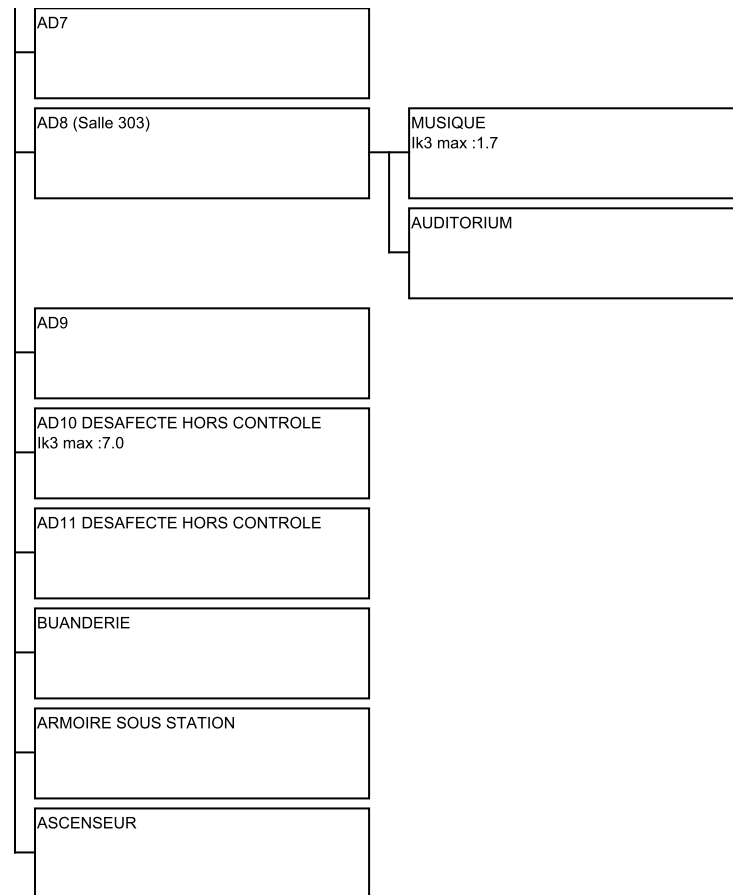 AD7
AD8 (Salle 303)
MUSIQUE
Ik3 max :1.7
AUDITORIUM
AD9
AD10 DESAFECTE HORS CONTROLE
Ik3 max :7.0
AD11 DESAFECTE HORS CONTROLE
BUANDERIE
ARMOIRE SOUS STATION
ASCENSEUR